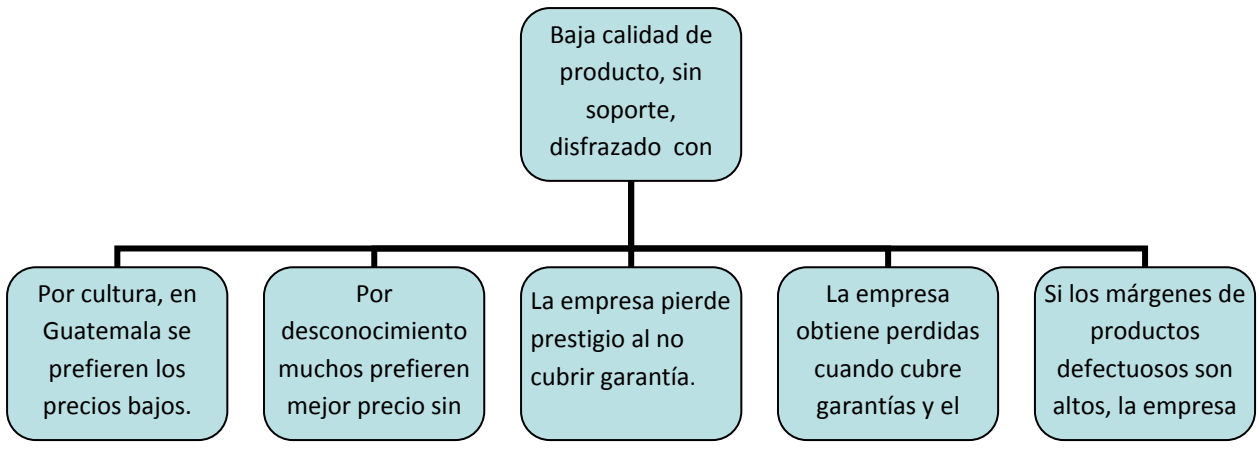 Baja calidad de
producto, sin
soporte,
disfrazado con
Por cultura, en
Guatemala se
prefieren los
precios bajos.
Por
desconocimiento
muchos prefieren
mejor precio sin
La empresa pierde
prestigio al no
cubrir garantía.
La empresa
obtiene perdidas
cuando cubre
garantías y el
Si los márgenes de
productos
defectuosos son
altos, la empresa